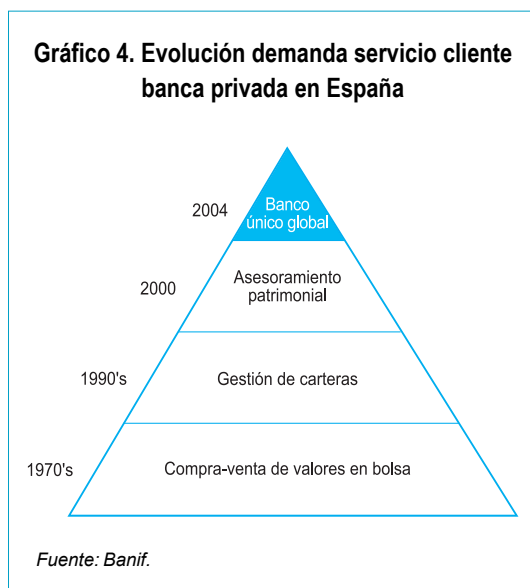 Gráfico 4. Evolución demanda servicio cliente
banca privada en España
2004
Banco
único global
2000
Asesoramiento
patrimonial
1990's
Gestión de carteras
1970's
Compra-venta de valores en bolsa
Fuente: Banif.